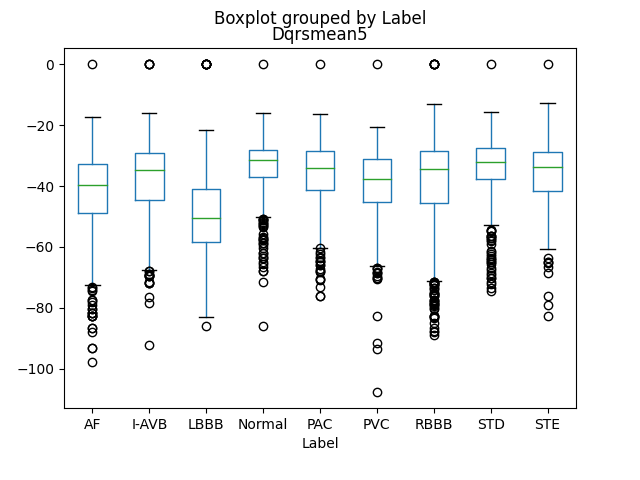 Boxplot grouped by Label
Dqrsmean5
0
−20
−40
−60
−80
−100
AF I-AVB LBBB Normal PAC PVC RBBB STD STE
Label